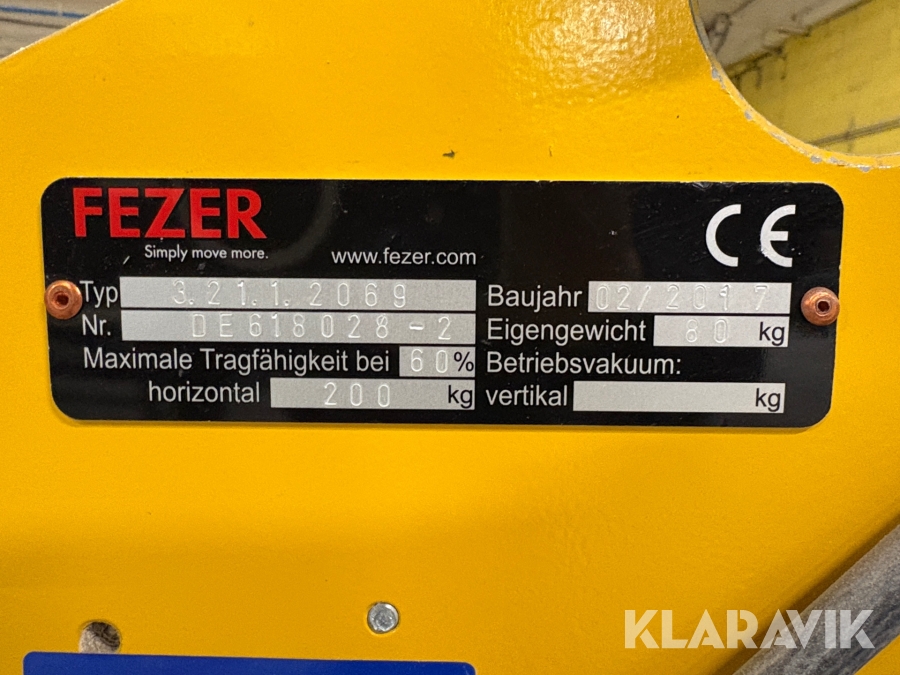 FEZER
Simply move more.
www.fezer.com
CE
Typ 3.21.1.2069
Baujahr 02/2017
Nr. DE618028-2
Eigengewicht 80 kg
Maximale Tragfähigkeit bei 60% Betriebsvakuum:
horizontal 200 kg
vertikal kg
KLARAVIK